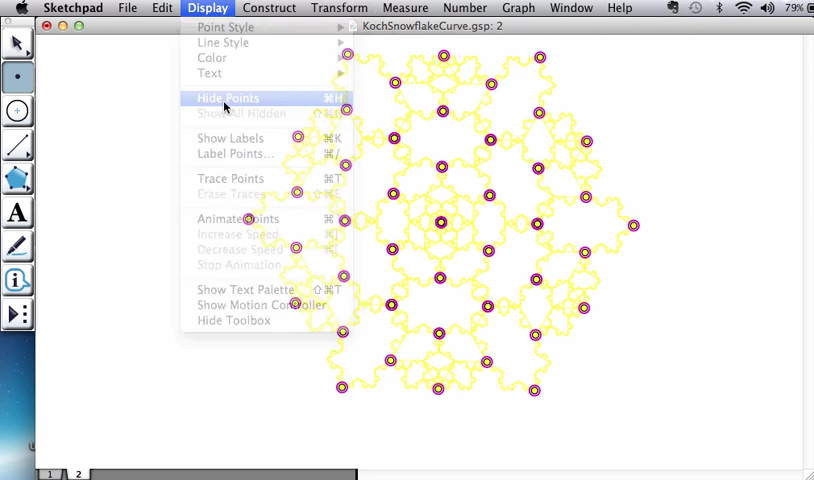 Sketchpad File Edit Display Construct Transform Measure Number Graph Window Help 79%
KochSnowflakeCurve.gsp: 2
Point Style
Line Style
Color
Text
Hide Points ⌘H
Show All Hidden
Show Labels ⌘K
Label Points... ⌘/
Trace Points ⌘T
Erase Traces ⇧⌘E
Animate Points
Increase Speed
Decrease Speed
Stop Animation
Show Text Palette ⇧⌘T
Show Motion Controller
Hide Toolbox
A
1 2